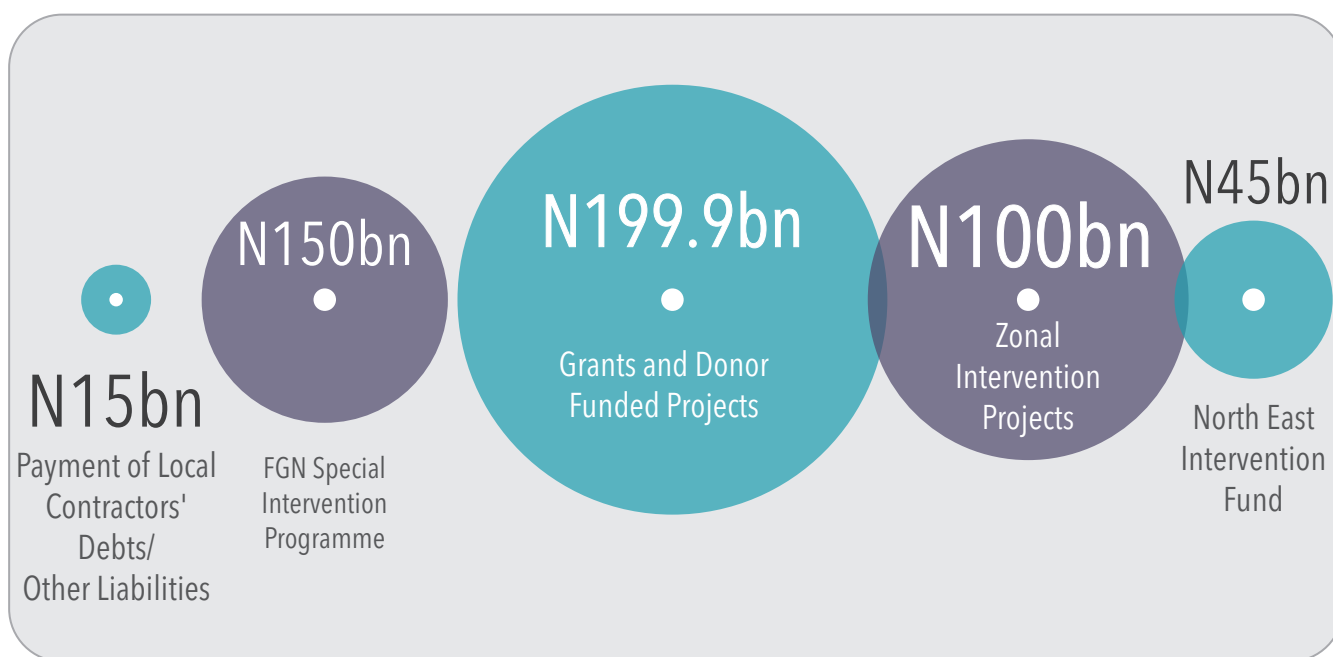 N15bn
Payment of Local
Contractors'
Debts/
Other Liabilities
N150bn
FGN Special
Intervention
Programme
N199.9bn
Grants and Donor
Funded Projects
N100bn
Zonal
Intervention
Projects
N45bn
North East
Intervention
Fund